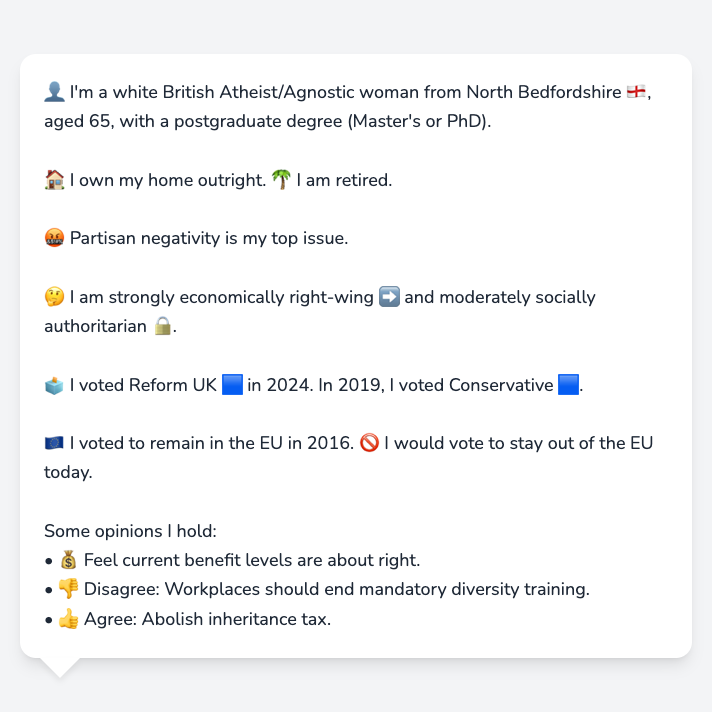 👤 I'm a white British Atheist/Agnostic woman from North Bedfordshire 🏴󠁧󠁢󠁥󠁮󠁧󠁿,
aged 65, with a postgraduate degree (Master's or PhD).
🏠 I own my home outright. 🌴 I am retired.
🤬 Partisan negativity is my top issue.
🤔 I am strongly economically right-wing ➡️ and moderately socially
authoritarian 🔒.
🗳️ I voted Reform UK 🟦 in 2024. In 2019, I voted Conservative 🟦.
🇪🇺 I voted to remain in the EU in 2016. 🚫 I would vote to stay out of the EU
today.
Some opinions I hold:
• 💰 Feel current benefit levels are about right.
• 👎 Disagree: Workplaces should end mandatory diversity training.
• 👍 Agree: Abolish inheritance tax.